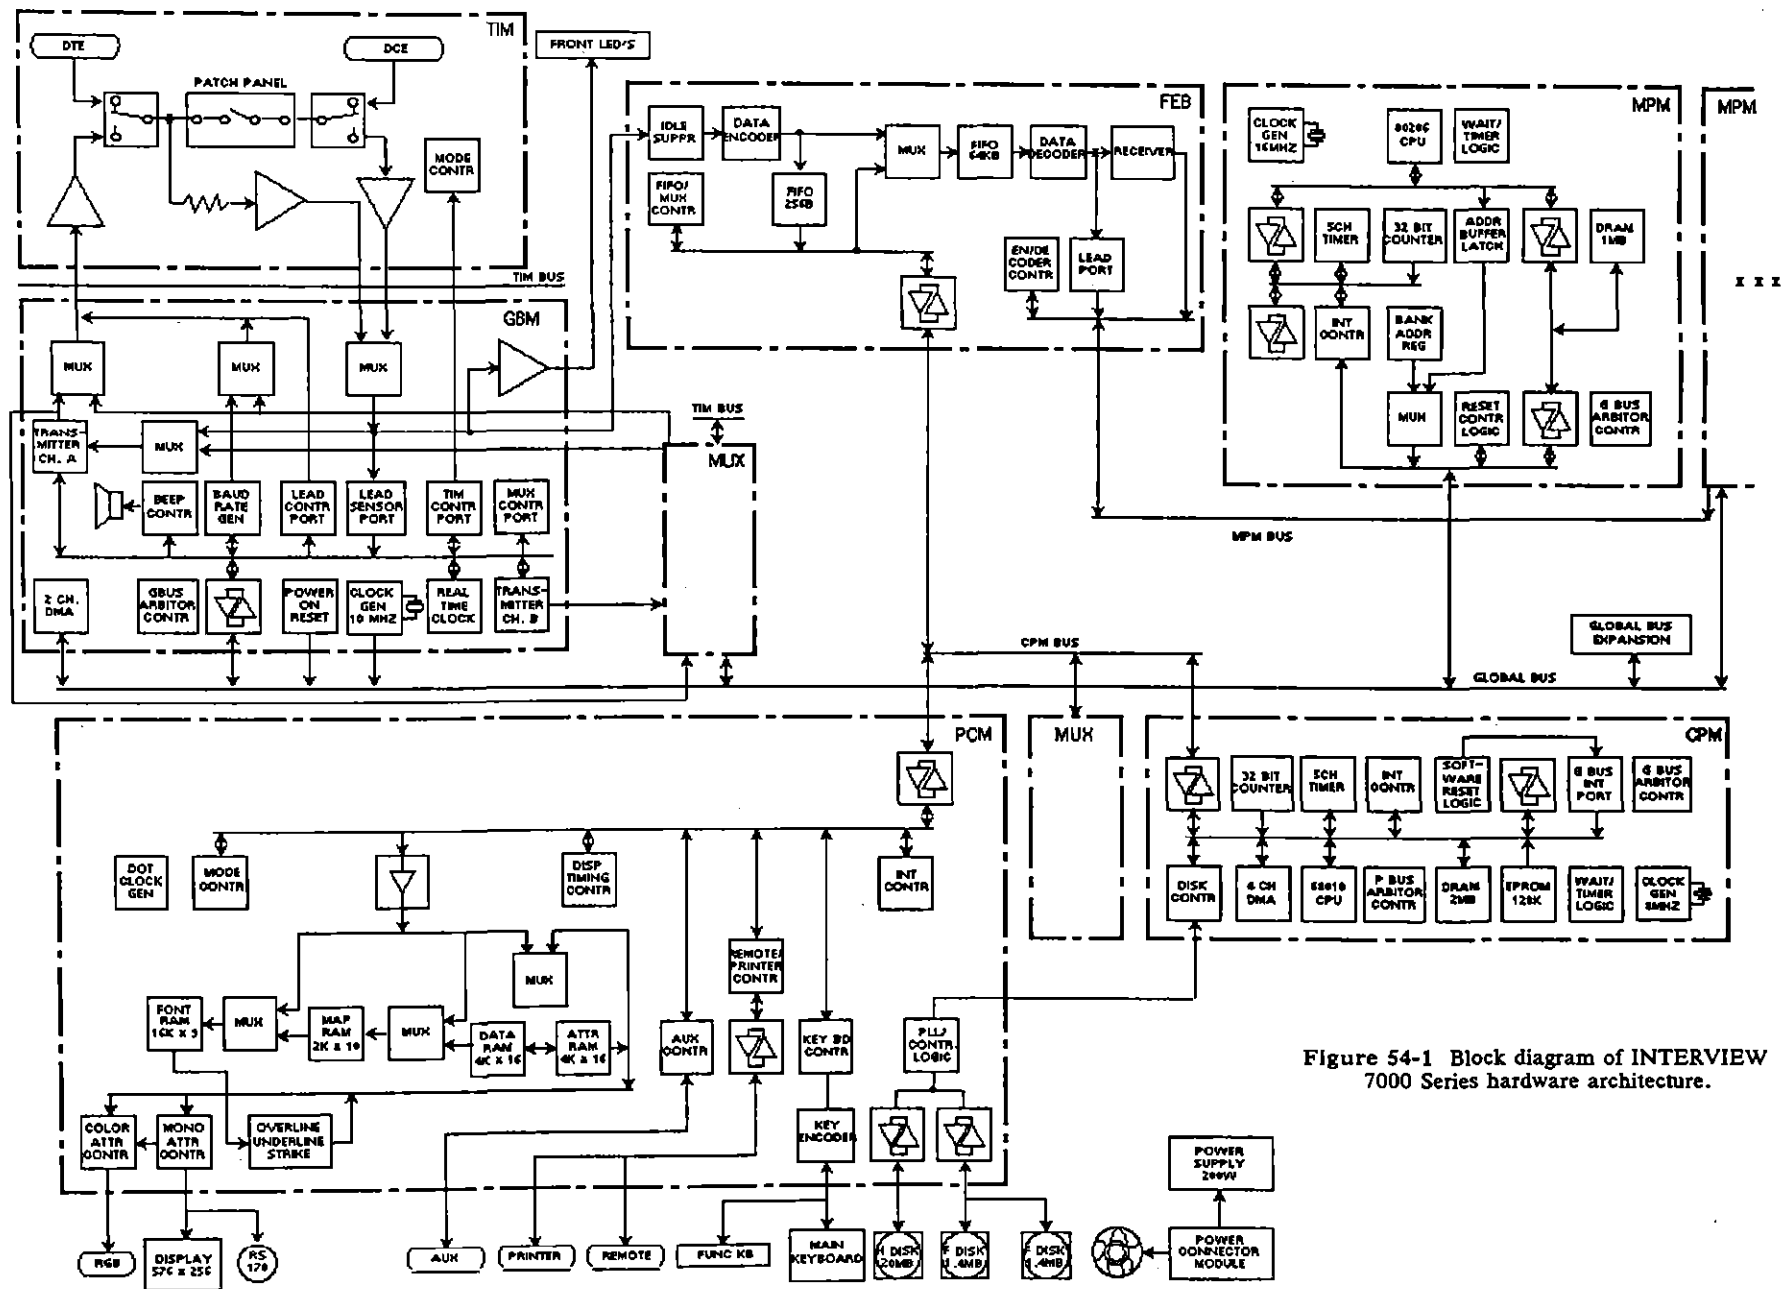 TIM
DTE
DCE
PATCH PANEL
MODE
CONTR
TIM BUS
FRONT LED'S
FEB
IDLE
SUPPR
DATA
ENCODER
MUX
FIFO
64KB
DATA
DECODER
RECEIVER
FIFO/
MUX
CONTR
FIFO
256B
EN/DE
CODER
CONTR
LEAD
PORT
MPM
CLOCK
GEN
16MHZ
80286
CPU
WAIT/
TIMER
LOGIC
5CH
TIMER
32 BIT
COUNTER
ADDR
BUFFER
LATCH
DRAM
1MB
INT
CONTR
BANK
ADDR
REG
MUX
RESET
CONTR
LOGIC
G BUS
ARBITOR
CONTR
MPM
X X X
GBM
MUX
MUX
MUX
TRANS-
MITTER
CH. A
MUX
BEEP
CONTR
BAUD
RATE
GEN
LEAD
CONTR
PORT
LEAD
SENSOR
PORT
TIM
CONTR
PORT
MUX
CONTR
PORT
2 CH.
DMA
GBUS
ARBITOR
CONTR
POWER
ON
RESET
CLOCK
GEN
10 MHZ
REAL
TIME
CLOCK
TRANS-
MITTER
CH. B
TIM BUS
MUX
MPM BUS
CPM BUS
GLOBAL BUS
EXPANSION
GLOBAL BUS
PCM
DOT
CLOCK
GEN
MODE
CONTR
DISP
TIMING
CONTR
INT
CONTR
MUX
REMOTE/
PRINTER
CONTR
FONT
RAM
16K X 9
MUX
MAP
RAM
2K X 10
MUX
DATA
RAM
4K X 16
ATTR
RAM
4K X 16
AUX
CONTR
KEY BD
CONTR
PLL/
CONTR.
LOGIC
COLOR
ATTR
CONTR
MONO
ATTR
CONTR
OVERLINE
UNDERLINE
STRIKE
KEY
ENCODER
MUX
CPM
32 BIT
COUNTER
5CH
TIMER
INT
CONTR
SOFT-
WARE
RESET
LOGIC
G BUS
INT
PORT
G BUS
ARBITOR
CONTR
DISK
CONTR
4 CH
DMA
68010
CPU
P BUS
ARBITOR
CONTR
DRAM
2MB
EPROM
128K
WAIT/
TIMER
LOGIC
CLOCK
GEN
8MHZ
RGB
DISPLAY
576 X 256
RS
170
AUX
PRINTER
REMOTE
FUNC KB
MAIN
KEYBOARD
H DISK
20MB
F DISK
1.4MB
F DISK
1.4MB
POWER
SUPPLY
200W
POWER
CONNECTOR
MODULE
Figure 54-1 Block diagram of INTERVIEW
7000 Series hardware architecture.